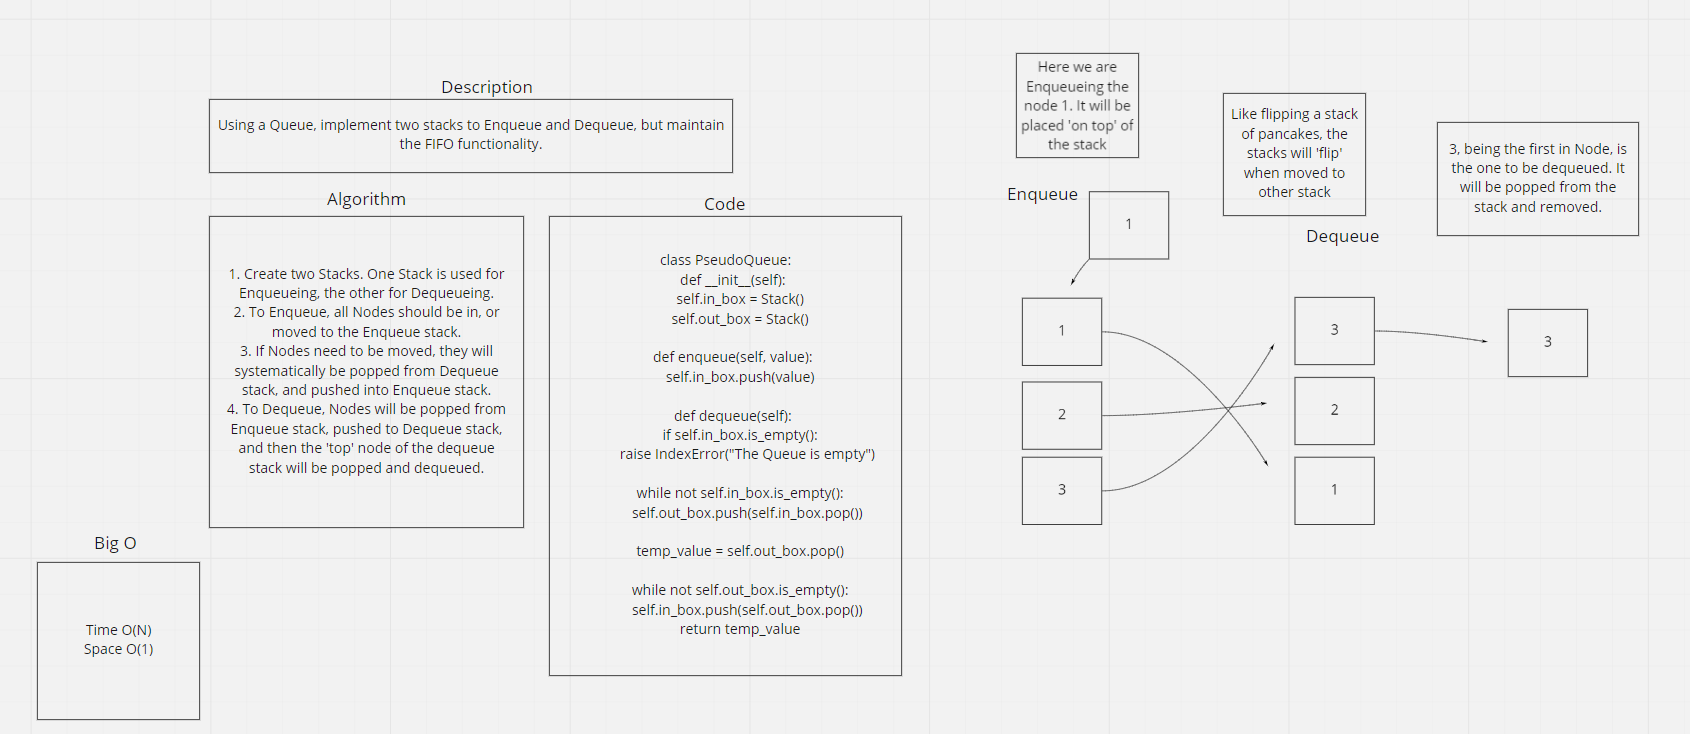 Description
Using a Queue, implement two stacks to Enqueue and Dequeue, but maintain
the FIFO functionality.
Algorithm
1. Create two Stacks. One Stack is used for
Enqueueing, the other for Dequeueing.
2. To Enqueue, all Nodes should be in, or
moved to the Enqueue stack.
3. If Nodes need to be moved, they will
systematically be popped from Dequeue
stack, and pushed into Enqueue stack.
4. To Dequeue, Nodes will be popped from
Enqueue stack, pushed to Dequeue stack,
and then the 'top' node of the dequeue
stack will be popped and dequeued.
Code
class PseudoQueue:
def __init__(self):
self.in_box = Stack()
self.out_box = Stack()
def enqueue(self, value):
self.in_box.push(value)
def dequeue(self):
if self.in_box.is_empty():
raise IndexError("The Queue is empty")
while not self.in_box.is_empty():
self.out_box.push(self.in_box.pop())
temp_value = self.out_box.pop()
while not self.out_box.is_empty():
self.in_box.push(self.out_box.pop())
return temp_value
Big O
Time O(N)
Space O(1)
Here we are
Enqueueing the
node 1. It will be
placed 'on top' of
the stack
Enqueue
1
1
2
3
Like flipping a stack
of pancakes, the
stacks will 'flip'
when moved to
other stack
Dequeue
3
2
1
3, being the first in Node, is
the one to be dequeued. It
will be popped from the
stack and removed.
3